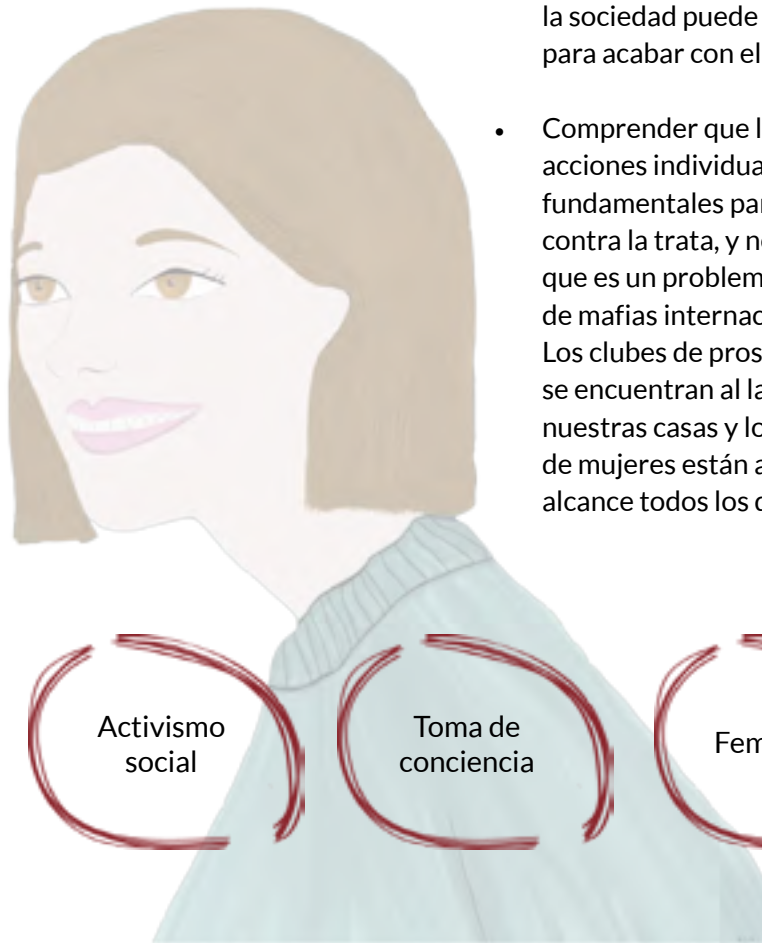 la sociedad puede
para acabar con el
• Comprender que l
acciones individua
fundamentales par
contra la trata, y n
que es un problem
de mafias internac
Los clubes de pros
se encuentran al la
nuestras casas y lo
de mujeres están a
alcance todos los d
Activismo
social
Toma de
conciencia
Fem